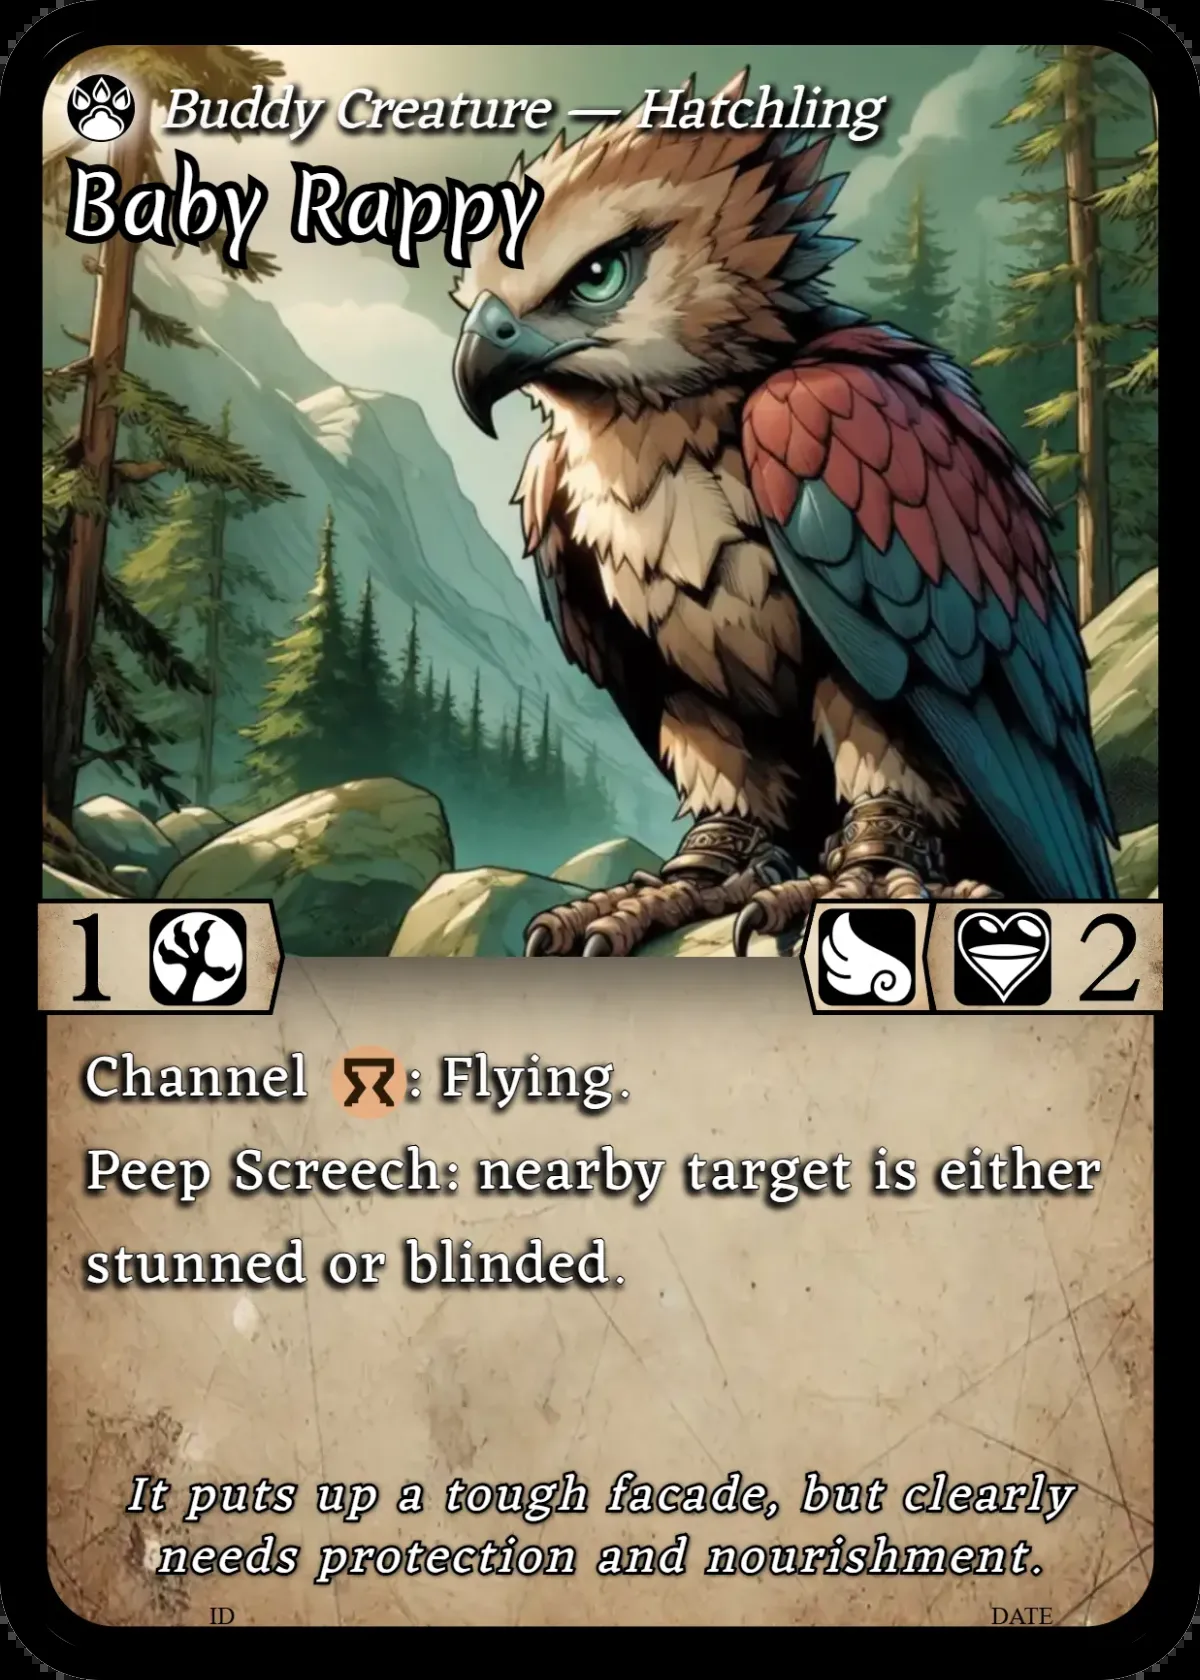 Buddy Creature — Hatchling
Baby Rappy
1
2
Channel : Flying.
Peep Screech: nearby target is either
stunned or blinded.
It puts up a tough facade, but clearly
needs protection and nourishment.
ID
DATE